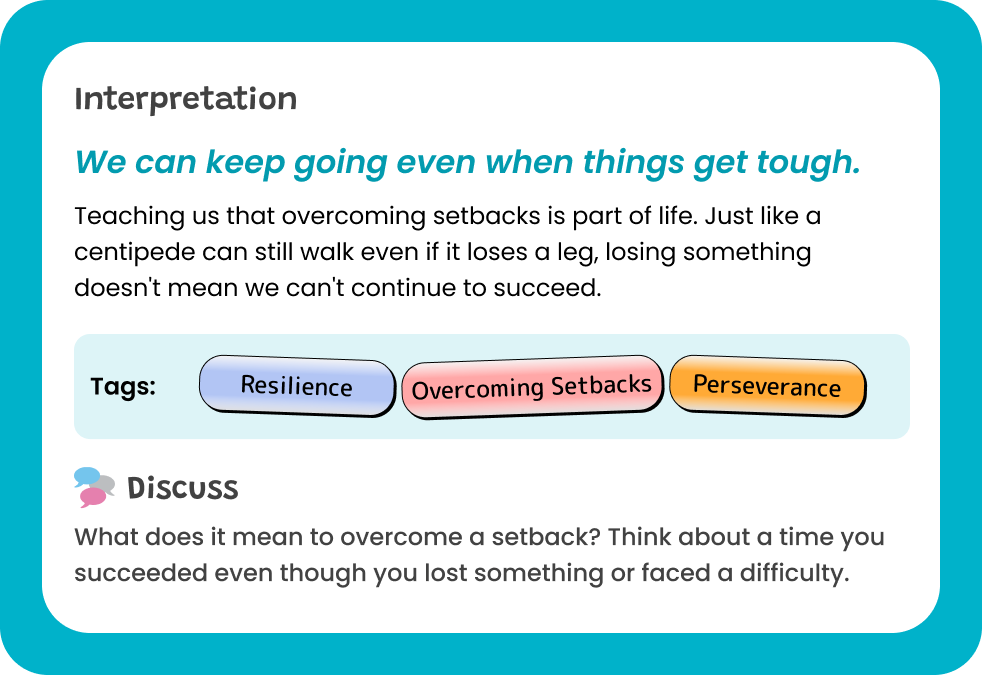 Interpretation
We can keep going even when things get tough.
Teaching us that overcoming setbacks is part of life. Just like a
centipede can still walk even if it loses a leg, losing something
doesn't mean we can't continue to succeed.
Tags: Resilience Overcoming Setbacks Perseverance
Discuss
What does it mean to overcome a setback? Think about a time you
succeeded even though you lost something or faced a difficulty.